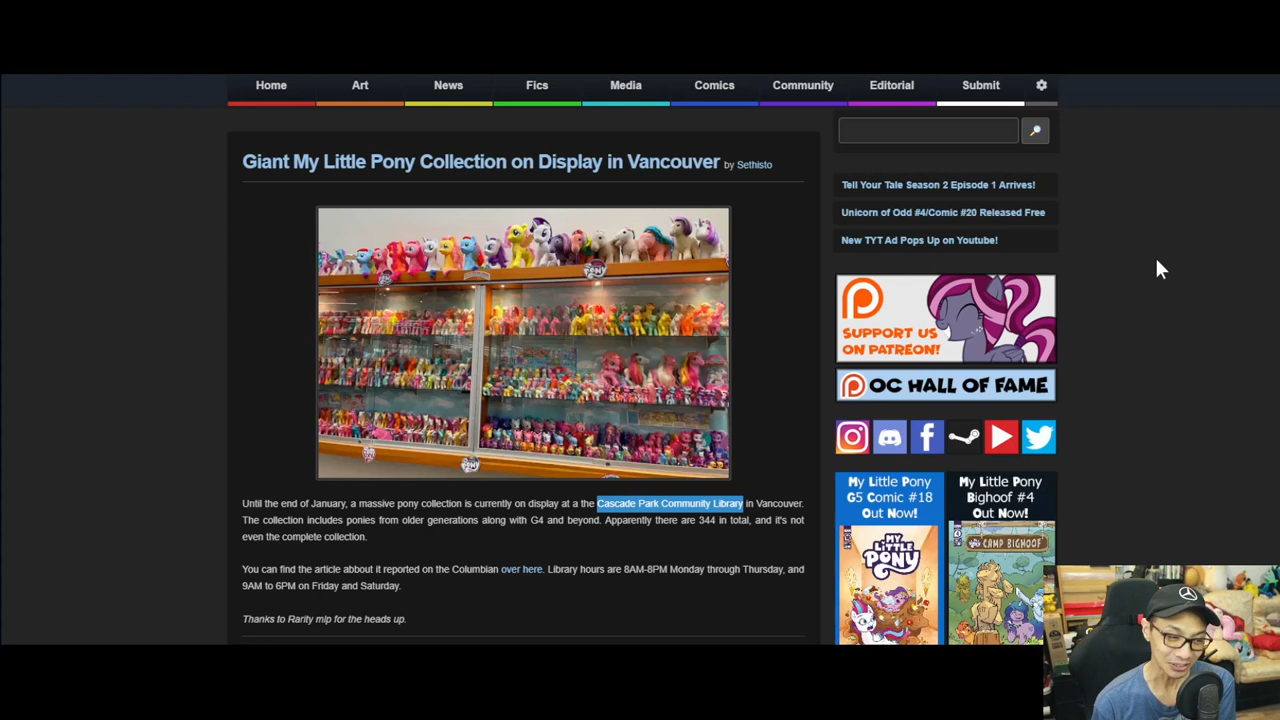 Home Art News Fics Media Comics Community Editorial Submit
Giant My Little Pony Collection on Display in Vancouver by Sethisto
Until the end of January, a massive pony collection is currently on display at a the Cascade Park Community Library in Vancouver.
The collection includes ponies from older generations along with G4 and beyond. Apparently there are 344 in total, and it's not
even the complete collection.
You can find the article abbout it reported on the Columbian over here. Library hours are 8AM-8PM Monday through Thursday, and
9AM to 6PM on Friday and Saturday.
Thanks to Rarity mlp for the heads up.
Tell Your Tale Season 2 Episode 1 Arrives!
Unicorn of Odd #4/Comic #20 Released Free
New TYT Ad Pops Up on Youtube!
SUPPORT US
ON PATREON!
OC HALL OF FAME
My Little Pony
G5 Comic #18
Out Now!
MY LITTLE
PONY
My Little Pony
Bighoof #4
Out Now!
CAMP BIGHOOF
PONY